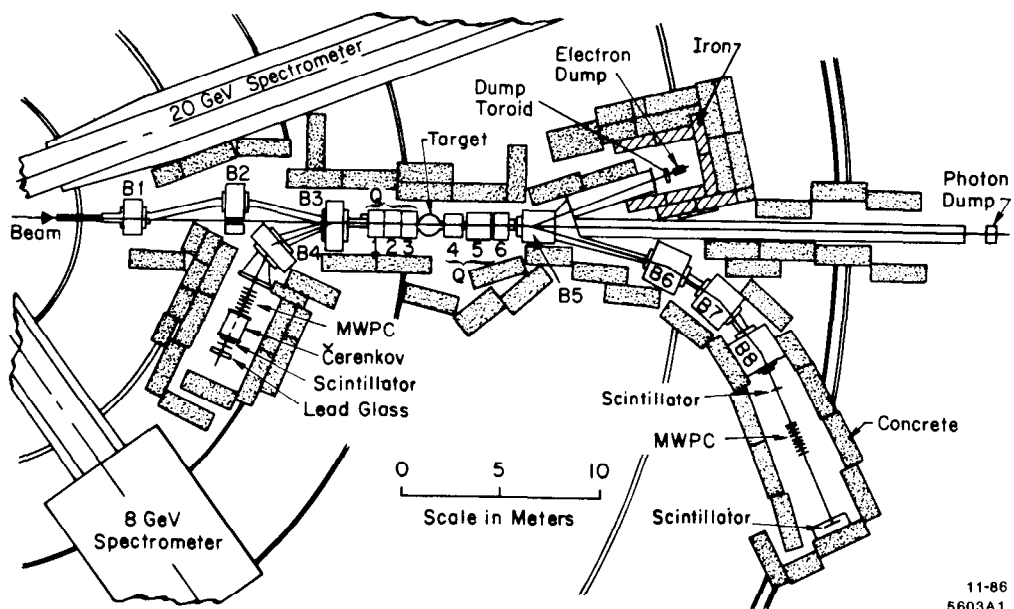 20 GeV Spectrometer
Electron
Dump
Iron
Dump
Toroid
Target
B1
B2
B3
Q
Photon
Dump
Beam
B4
1 2 3
4 5 6
Q
B5
B6
B7
B8
MWPC
Čerenkov
Scintillator
Lead Glass
Scintillator
MWPC
Concrete
0 5 10
Scale in Meters
Scintillator
8 GeV
Spectrometer
11-86
5603A1